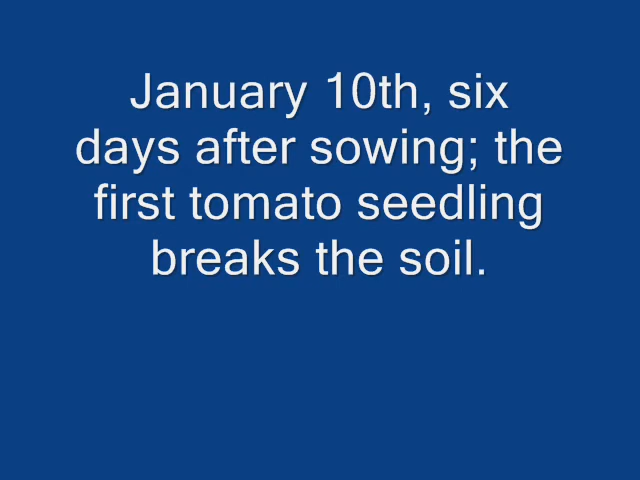 January 10th, six
days after sowing; the
first tomato seedling
breaks the soil.